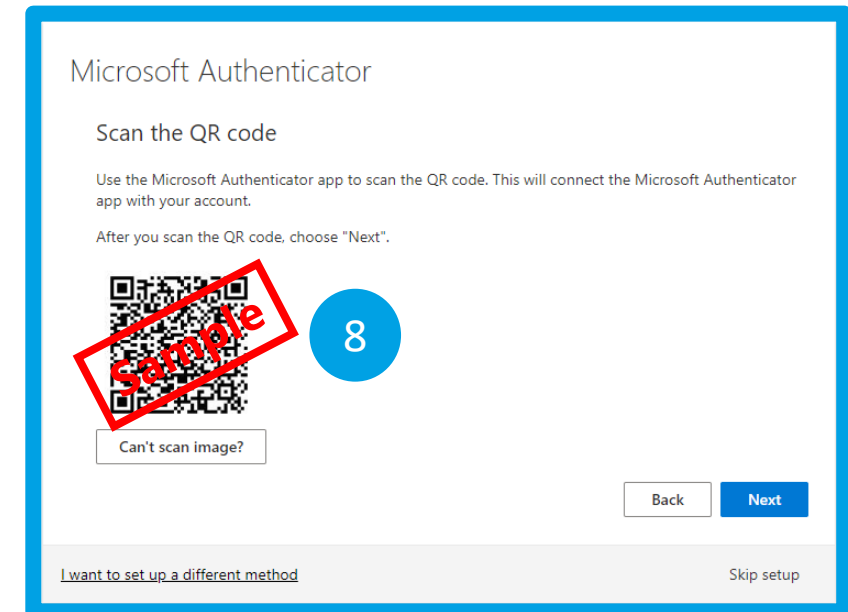 Microsoft Authenticator
Scan the QR code
Use the Microsoft Authenticator app to scan the QR code. This will connect the Microsoft Authenticator
app with your account.
After you scan the QR code, choose "Next".
Sample
8
Can't scan image?
Back Next
I want to set up a different method Skip setup